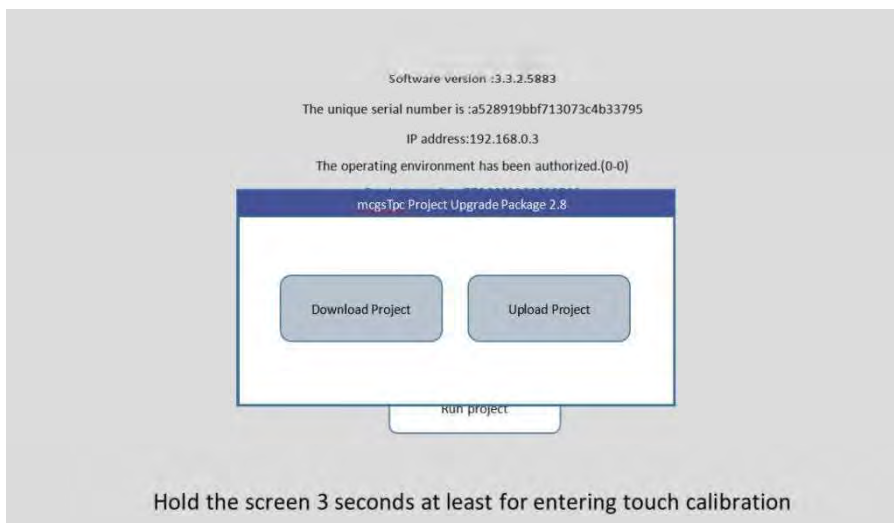 Software version :3.3.2.5883
The unique serial number is :a528919bbf713073c4b33795
IP address:192.168.0.3
The operating environment has been authorized.(0-0)
mcgsTpc Project Upgrade Package 2.8
Download Project
Upload Project
Run project
Hold the screen 3 seconds at least for entering touch calibration